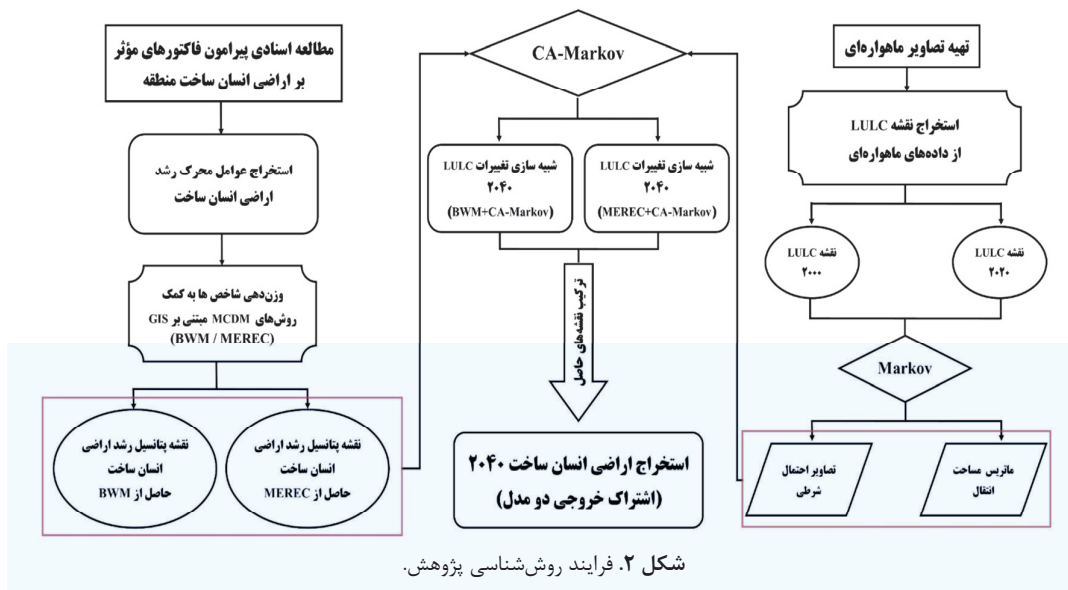 مطالعه اسنادی پیرامون فاکتورهای مؤثر
بر اراضی انسان ساخت منطقه
استخراج عوامل محرک رشد
اراضی انسان ساخت
وزن‌دهی شاخص ها به کمک
روش‌های MCDM مبتنی بر GIS
(BWM / MEREC)
نقشه پتانسیل رشد اراضی
انسان ساخت
حاصل از BWM
نقشه پتانسیل رشد اراضی
انسان ساخت
حاصل از MEREC
CA-Markov
شبیه سازی تغییرات LULC
۲۰۴۰
(BWM+CA-Markov)
شبیه سازی تغییرات LULC
۲۰۴۰
(MEREC+CA-Markov)
ترکیب نقشه‌های حاصل
استخراج اراضی انسان ساخت ۲۰۴۰
(اشتراک خروجی دو مدل)
تهیه تصاویر ماهواره‌ای
استخراج نقشه LULC
از داده‌های ماهواره‌ای
نقشه LULC
۲۰۰۰
نقشه LULC
۲۰۲۰
Markov
تصاویر احتمال
شرطی
ماتریس مساحت
انتقال
شکل ۲. فرایند روش‌شناسی پژوهش.